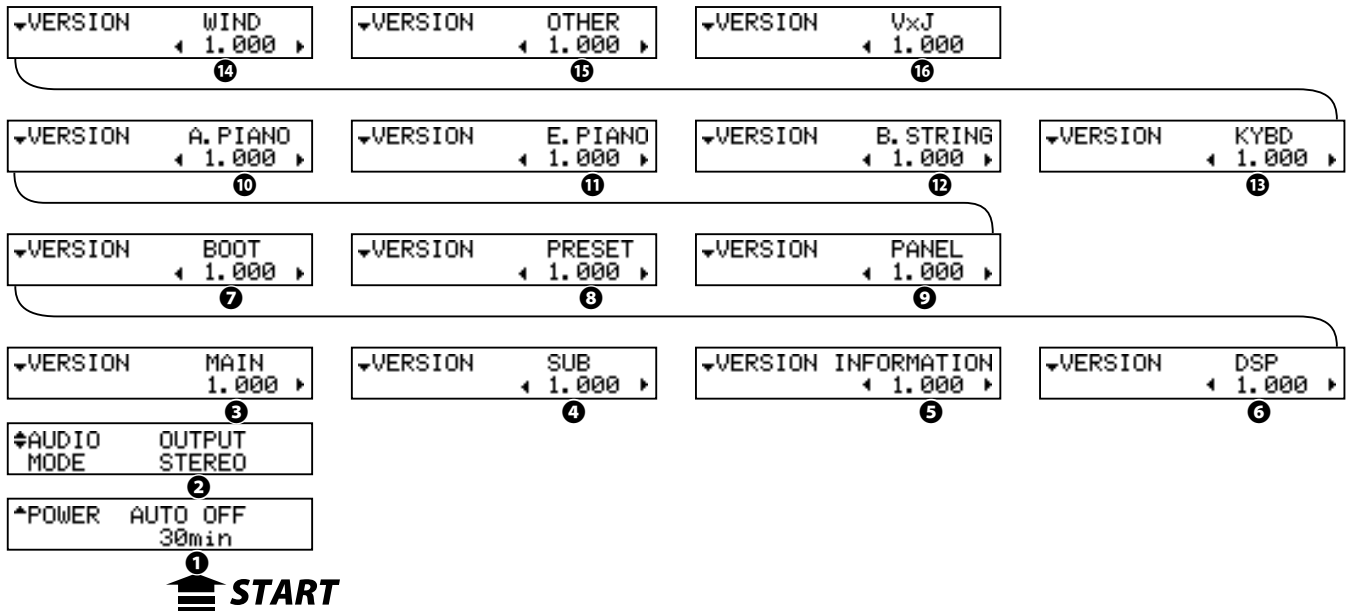 ▾VERSION WIND
◂ 1.000 ▸
⓮
▾VERSION OTHER
◂ 1.000 ▸
⓯
▾VERSION VxJ
◂ 1.000
⓰
▾VERSION A.PIANO
◂ 1.000 ▸
❿
▾VERSION E.PIANO
◂ 1.000 ▸
⓫
▾VERSION B.STRING
◂ 1.000 ▸
⓬
▾VERSION KYBD
◂ 1.000 ▸
⓭
▾VERSION BOOT
◂ 1.000 ▸
❼
▾VERSION PRESET
◂ 1.000 ▸
❽
▾VERSION PANEL
◂ 1.000 ▸
❾
▾VERSION MAIN
1.000 ▸
❸
▾VERSION SUB
◂ 1.000 ▸
❹
▾VERSION INFORMATION
◂ 1.000 ▸
❺
▾VERSION DSP
◂ 1.000 ▸
❻
♦AUDIO OUTPUT
MODE STEREO
❷
▴POWER AUTO OFF
30min
❶
START